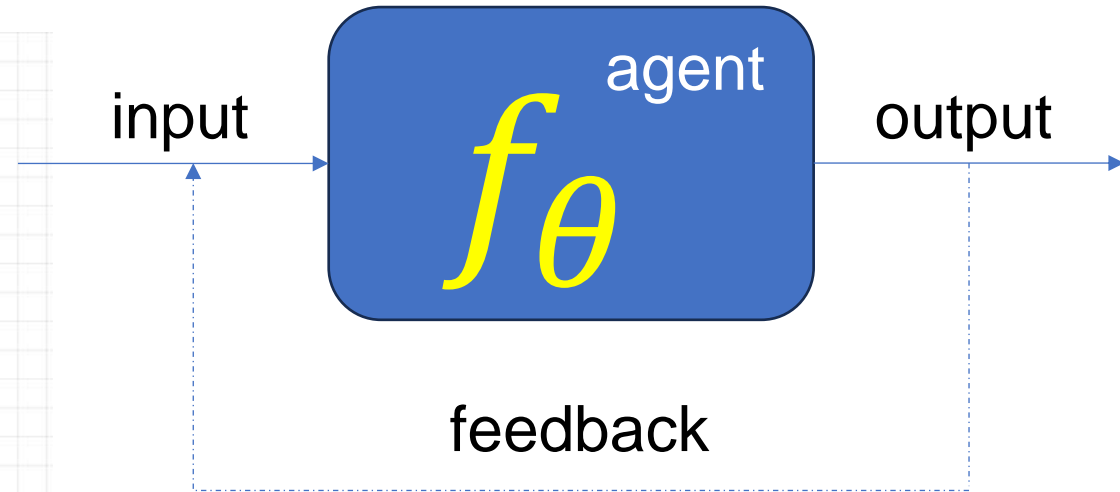 agent
input
output
fθ
feedback